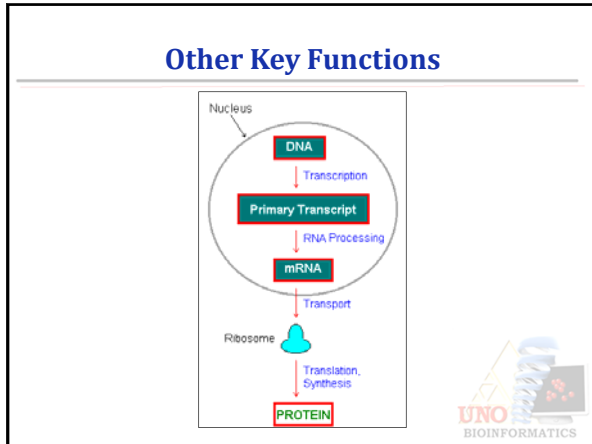 Other Key Functions
Nucleus
DNA
Transcription
Primary Transcript
RNA Processing
mRNA
Transport
Ribosome
Translation,
Synthesis
PROTEIN
UNO
BIOINFORMATICS